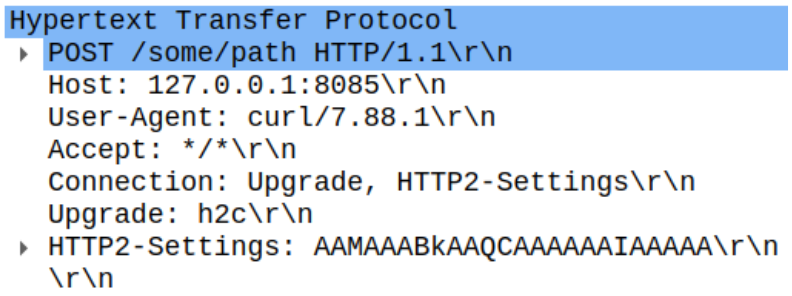 Hypertext Transfer Protocol
POST /some/path HTTP/1.1\r\n
Host: 127.0.0.1:8085\r\n
User-Agent: curl/7.88.1\r\n
Accept: */*\r\n
Connection: Upgrade, HTTP2-Settings\r\n
Upgrade: h2c\r\n
HTTP2-Settings: AAMAAABkAAQCAAAAAAIAAAAA\r\n
\r\n